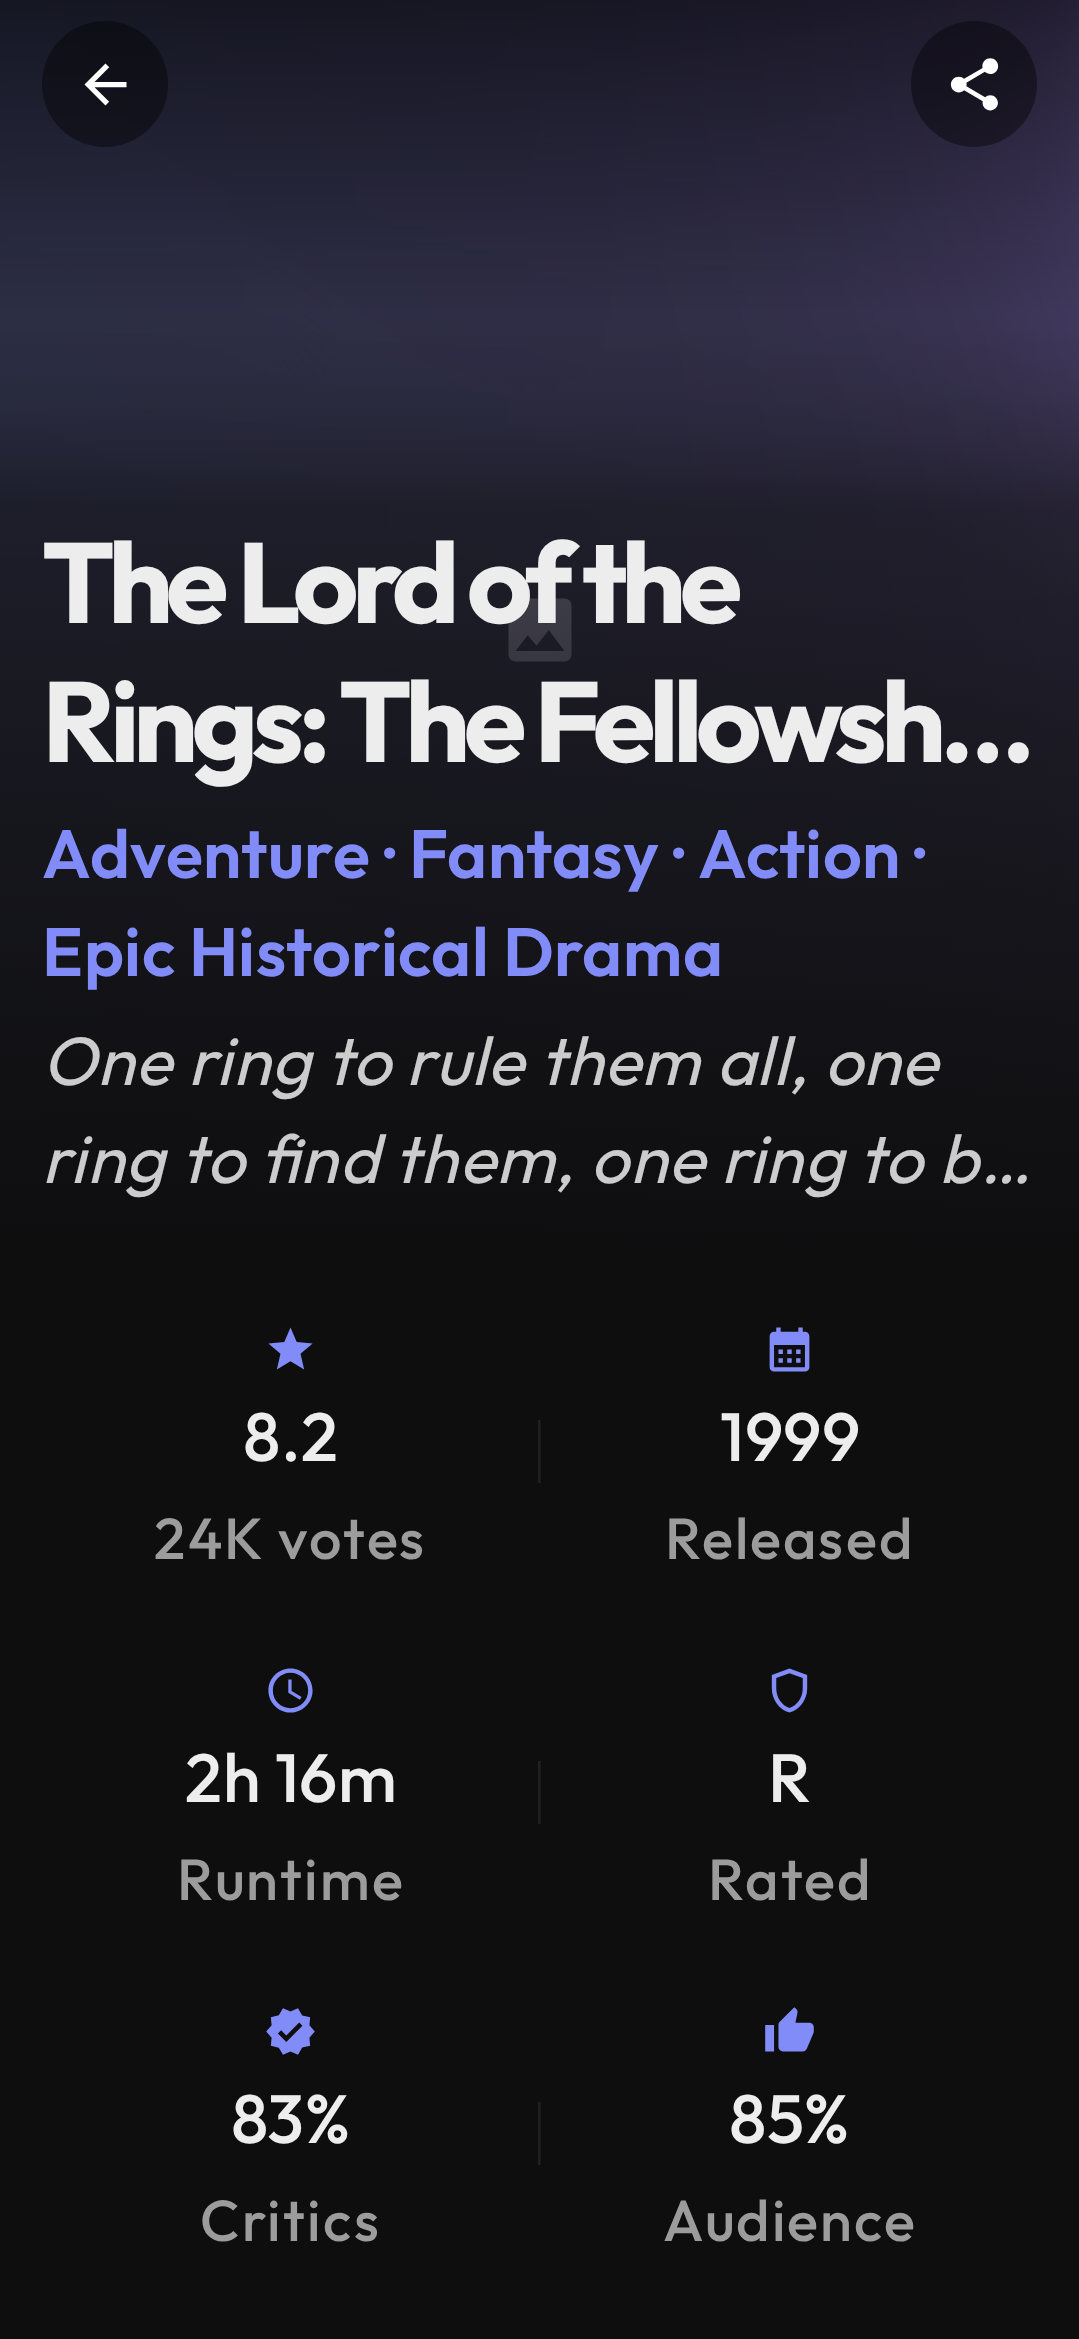 The Lord of the
Rings: The Fellowsh...
Adventure · Fantasy · Action ·
Epic Historical Drama
One ring to rule them all, one
ring to find them, one ring to b...
8.2
1999
24K votes
Released
2h 16m
R
Runtime
Rated
83%
85%
Critics
Audience